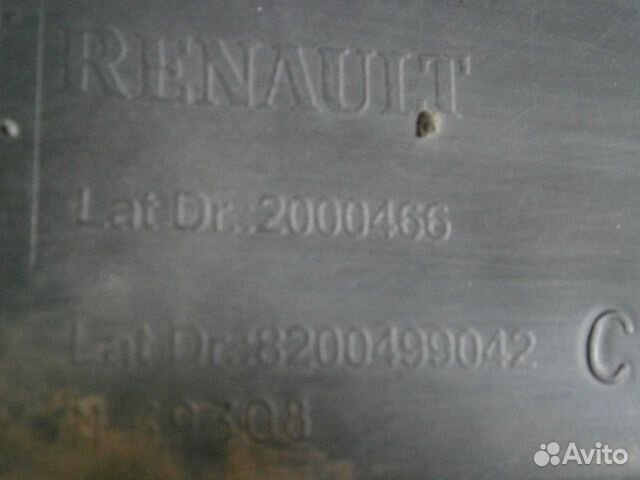 RENAULT
Lat Dr.:2000466
Lat Dr.:8200499042
C
Avito